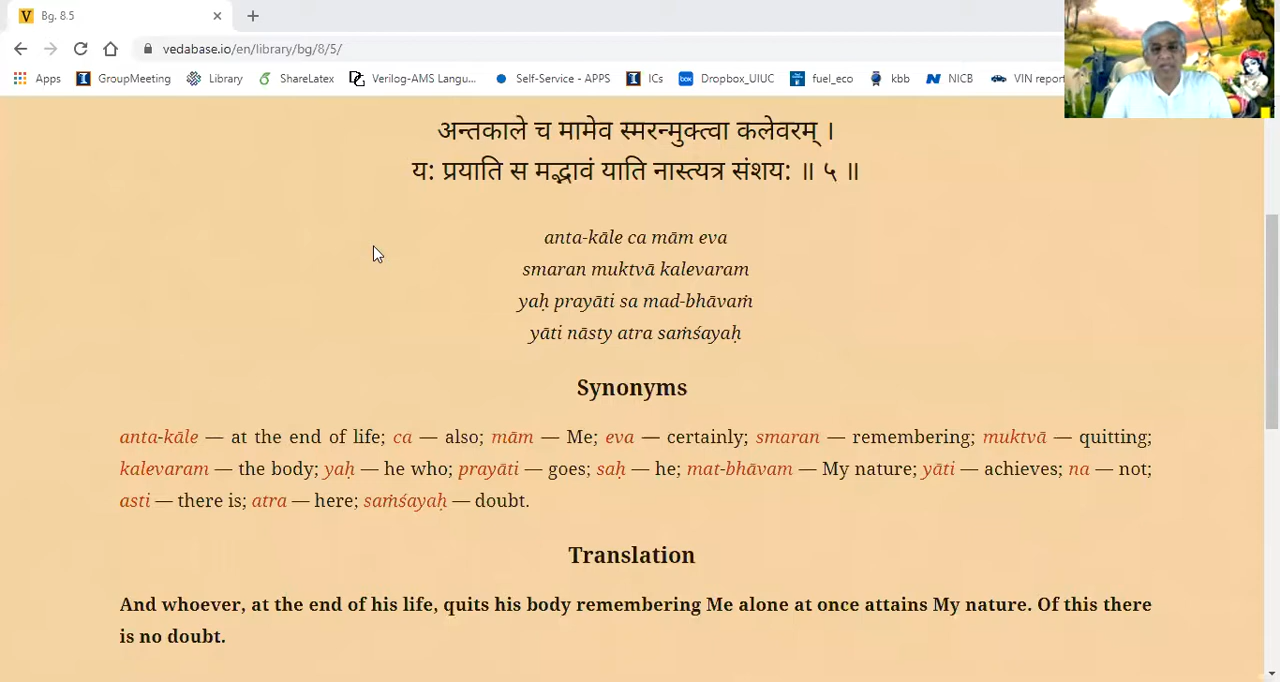 V Bg. 8.5
vedabase.io/en/library/bg/8/5/
Apps GroupMeeting Library ShareLatex Verilog-AMS Langu... Self-Service - APPS ICs Dropbox_UIUC fuel_eco kbb NICB VIN report
अन्तकाले च मामेव स्मरन्मुक्त्वा कलेवरम् ।
य: प्रयाति स मद्भ‍ावं याति नास्त्यत्र संशय: ॥ ५ ॥
anta-kāle ca mām eva
smaran muktvā kalevaram
yaḥ prayāti sa mad-bhāvaṁ
yāti nāsty atra saṁśayaḥ
Synonyms
anta-kāle — at the end of life; ca — also; mām — Me; eva — certainly; smaran — remembering; muktvā — quitting;
kalevaram — the body; yaḥ — he who; prayāti — goes; saḥ — he; mat-bhāvam — My nature; yāti — achieves; na — not;
asti — there is; atra — here; saṁśayaḥ — doubt.
Translation
And whoever, at the end of his life, quits his body remembering Me alone at once attains My nature. Of this there
is no doubt.